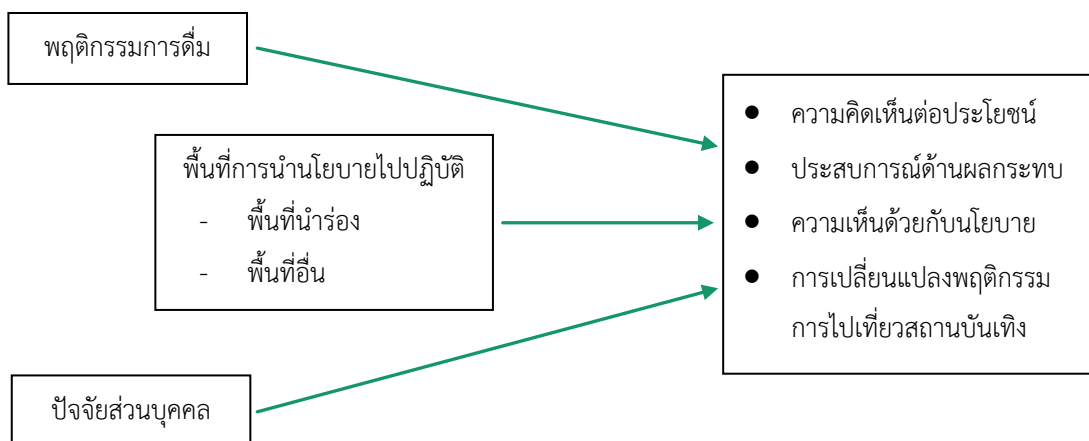 พฤติกรรมการดื่ม
พื้นที่การนำนโยบายไปปฏิบัติ
- พื้นที่นำร่อง
- พื้นที่อื่น
ปัจจัยส่วนบุคคล
● ความคิดเห็นต่อประโยชน์
● ประสบการณ์ด้านผลกระทบ
● ความเห็นด้วยกับนโยบาย
● การเปลี่ยนแปลงพฤติกรรม
การไปเที่ยวสถานบันเทิง